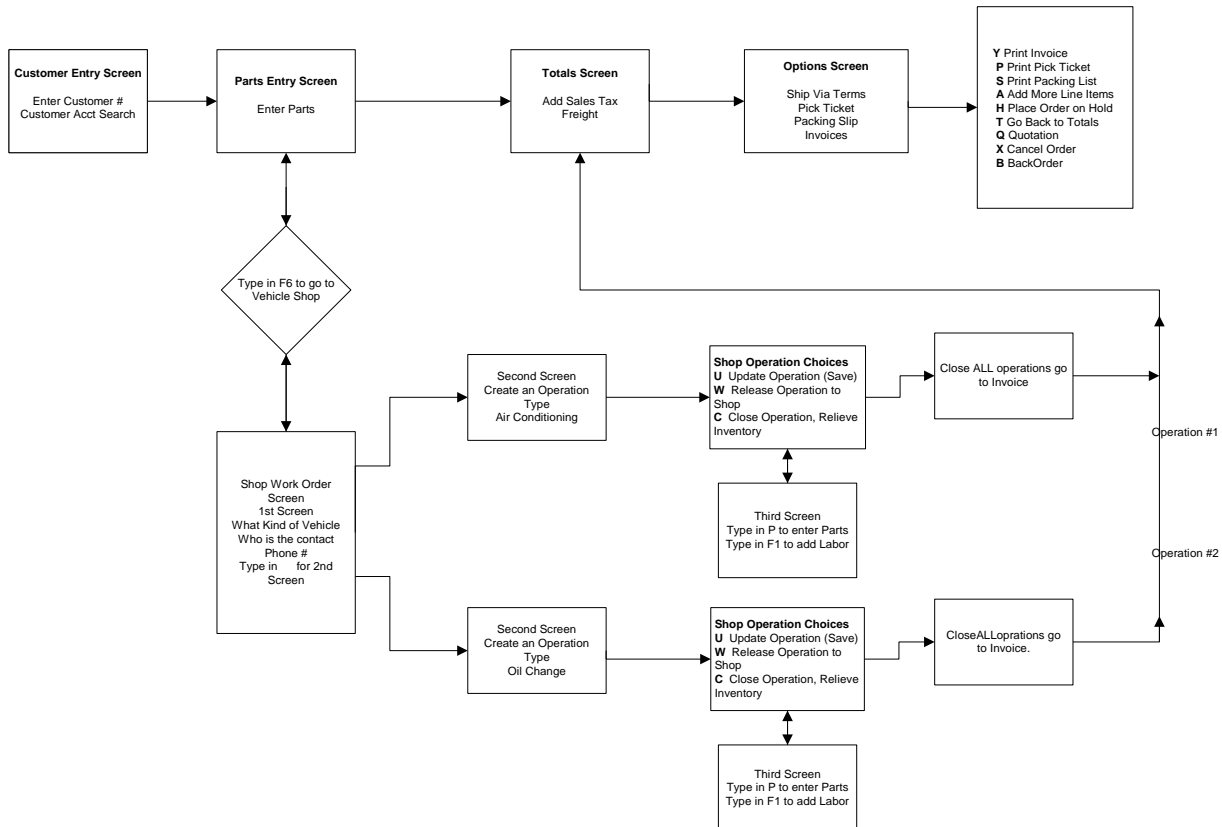 Customer Entry Screen
Enter Customer #
Customer Acct Search
Parts Entry Screen
Enter Parts
Totals Screen
Add Sales Tax
Freight
Options Screen
Ship Via Terms
Pick Ticket
Packing Slip
Invoices
Y Print Invoice
P Print Pick Ticket
S Print Packing List
A Add More Line Items
H Place Order on Hold
T Go Back to Totals
Q Quotation
X Cancel Order
B BackOrder
Type in F6 to go to
Vehicle Shop
Shop Work Order
Screen
1st Screen
What Kind of Vehicle
Who is the contact
Phone #
Type in for 2nd
Screen
Second Screen
Create an Operation
Type
Air Conditioning
Shop Operation Choices
U Update Operation (Save)
W Release Operation to
Shop
C Close Operation, Relieve
Inventory
Close ALL operations go
to Invoice
Operation #1
Third Screen
Type in P to enter Parts
Type in F1 to add Labor
Operation #2
Second Screen
Create an Operation
Type
Oil Change
Shop Operation Choices
U Update Operation (Save)
W Release Operation to
Shop
C Close Operation, Relieve
Inventory
CloseALLoprations go
to Invoice.
Third Screen
Type in P to enter Parts
Type in F1 to add Labor